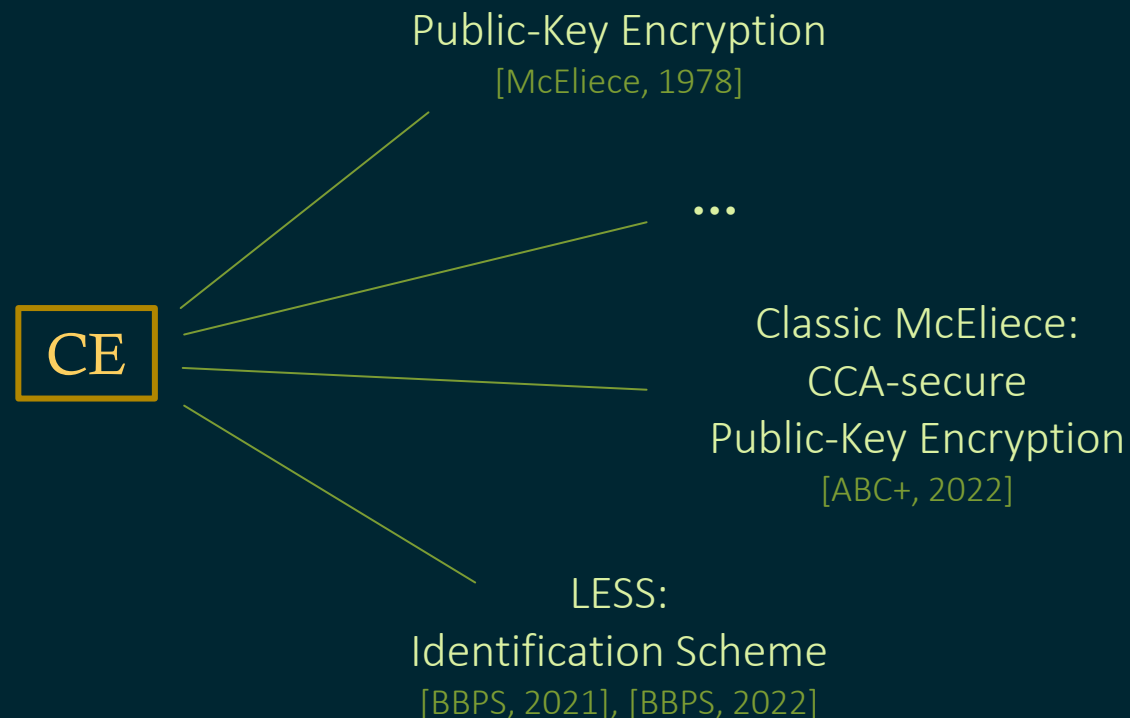 Public-Key Encryption
[McEliece, 1978]
...
CE
Classic McEliece:
CCA-secure
Public-Key Encryption
[ABC+, 2022]
LESS:
Identification Scheme
[BBPS, 2021], [BBPS, 2022]